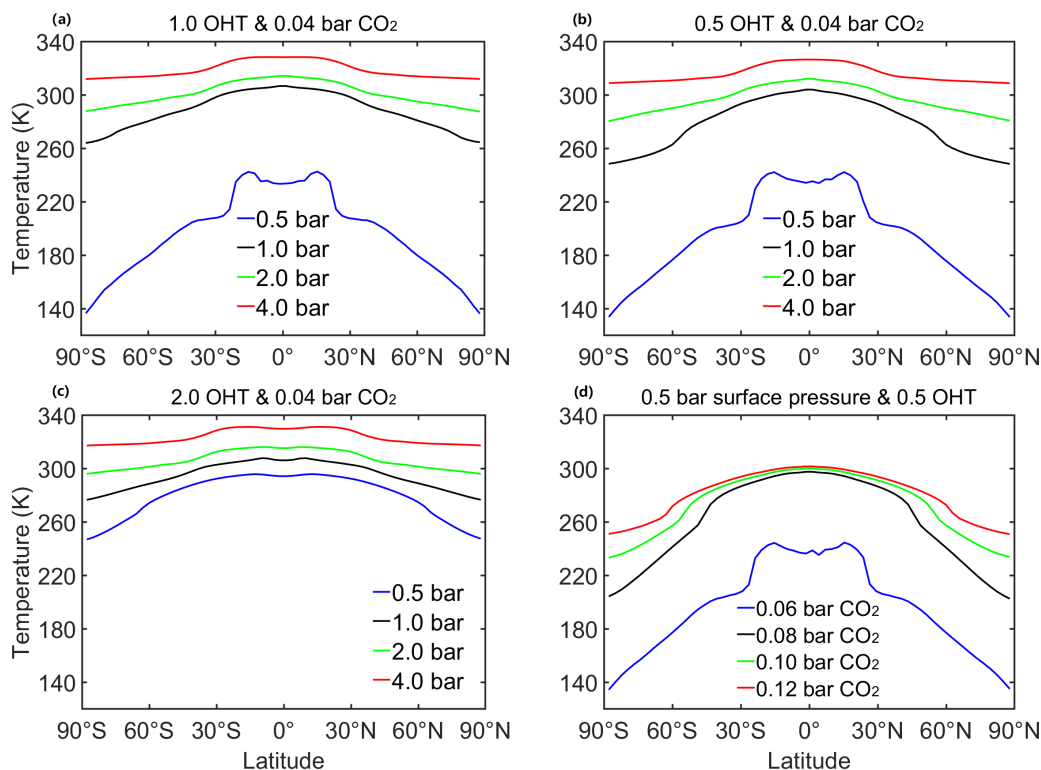 (a)
1.0 OHT & 0.04 bar CO2
340
300
260
220
180
140
Temperature (K)
0.5 bar
1.0 bar
2.0 bar
4.0 bar
90°S 60°S 30°S 0° 30°N 60°N 90°N
(b)
0.5 OHT & 0.04 bar CO2
340
300
260
220
180
140
0.5 bar
1.0 bar
2.0 bar
4.0 bar
90°S 60°S 30°S 0° 30°N 60°N 90°N
(c)
2.0 OHT & 0.04 bar CO2
340
300
260
220
180
140
Temperature (K)
0.5 bar
1.0 bar
2.0 bar
4.0 bar
90°S 60°S 30°S 0° 30°N 60°N 90°N
Latitude
(d)
0.5 bar surface pressure & 0.5 OHT
340
300
260
220
180
140
0.06 bar CO2
0.08 bar CO2
0.10 bar CO2
0.12 bar CO2
90°S 60°S 30°S 0° 30°N 60°N 90°N
Latitude